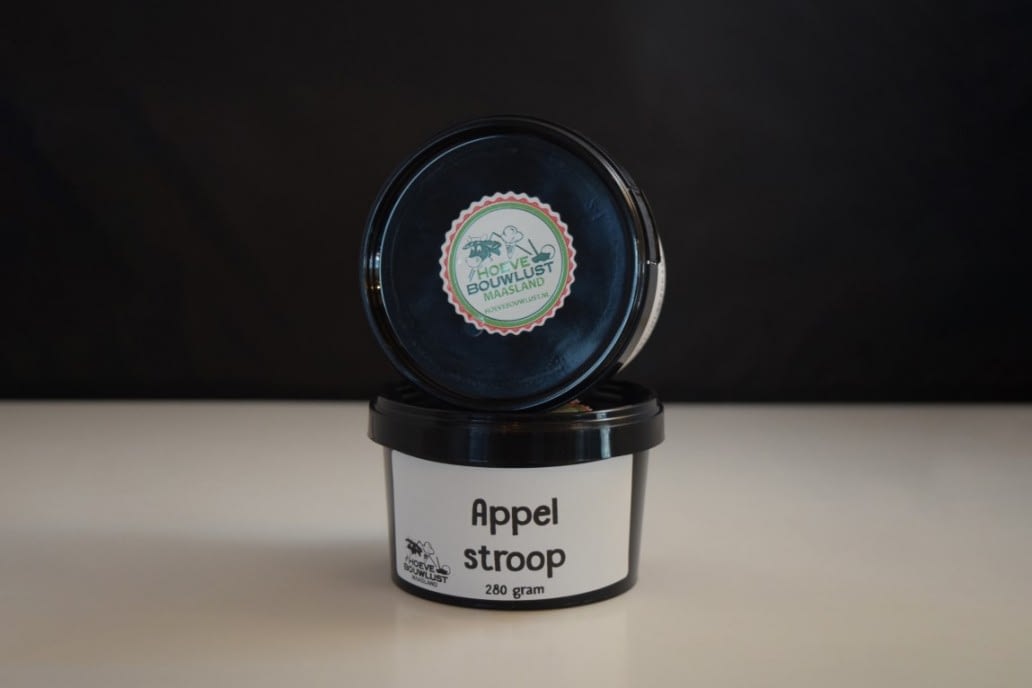 HOEVE
BOUWLUST
MAASLAND
HOEVEBOUWLUST.NL
Appel
stroop
280 gram
HOEVE
BOUWLUST
MAASLAND